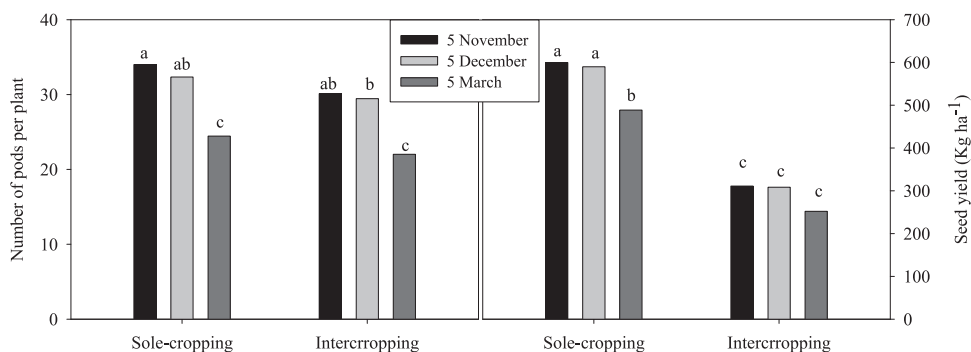 Number of pods per plant
40
30
20
10
0
a
ab
c
ab
b
c
Sole-cropping
Intercrropping
5 November
5 December
5 March
a
a
b
c
c
c
Sole-cropping
Intercrropping
700
600
500
400
300
200
100
0
Seed yield (Kg ha⁻¹)